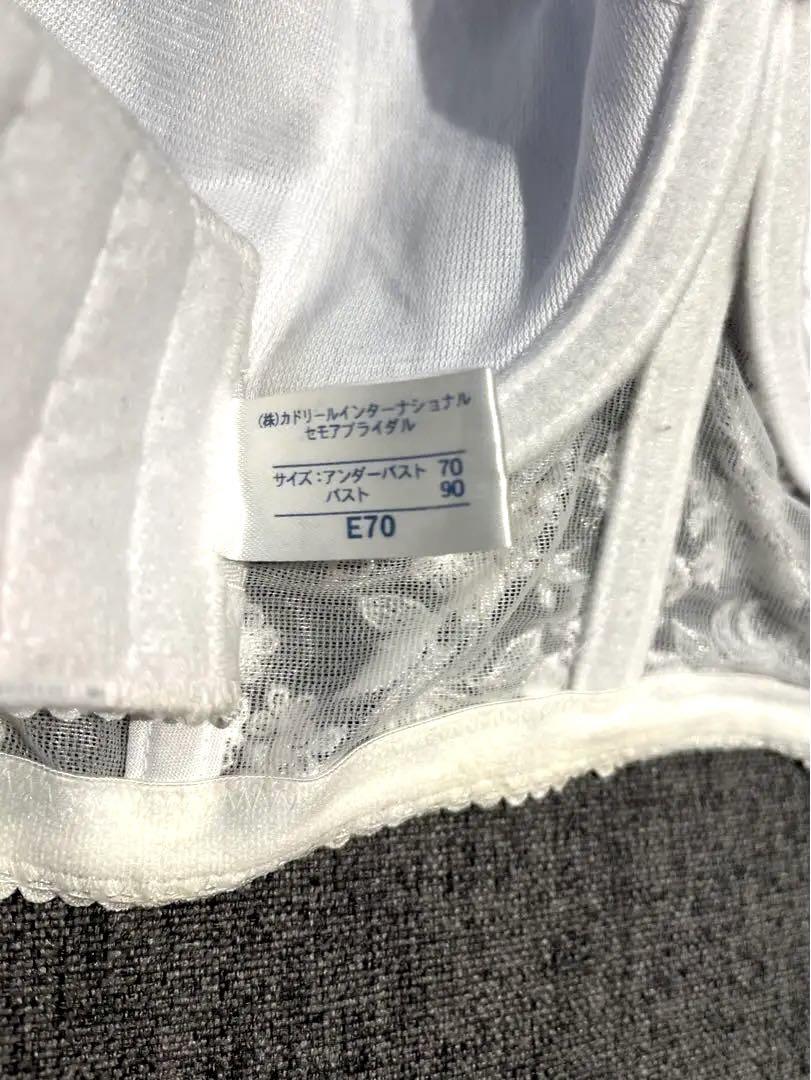 (株)カドリールインターナショナル
セモアブライダル
サイズ:アンダーバスト 70
バスト 90
E70